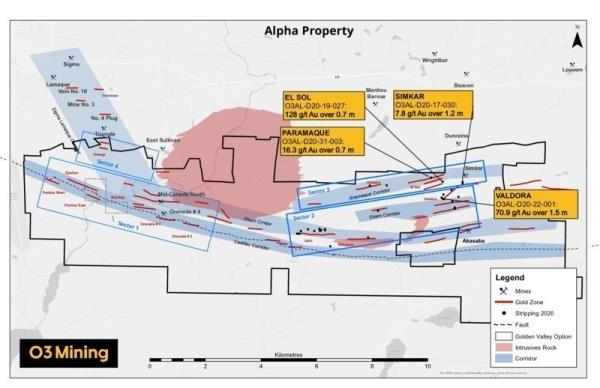 Alpha Property
N
Sigma
Lamaque
Vein No. 10
Mine No. 3
No. 4 Plug
Triangle
East Sullivan
Wrightbar
Louvem
Manitou
Barvue
Beacon
Dunraine
Simkar
Akasaba
EL SOL
O3AL-D20-19-027:
128 g/t Au over 0.7 m
SIMKAR
O3AL-D20-17-030:
7.8 g/t Au over 1.2 m
PARAMAQUE
O3AL-D20-31-003:
16.3 g/t Au over 0.7 m
VALDORA
O3AL-D20-22-001:
70.9 g/t Au over 1.5 m
Sector 4
Sector 3
Sector 2
Sector 1
Mid-Canada South
Granada # 4
Cadillac Corridor
Legend
Mines
Gold Zone
Stripping 2020
Fault
Golden Valley Option
Intrusives Rock
Corridor
O3 Mining
Kilometres
0 2 4 6 8 10